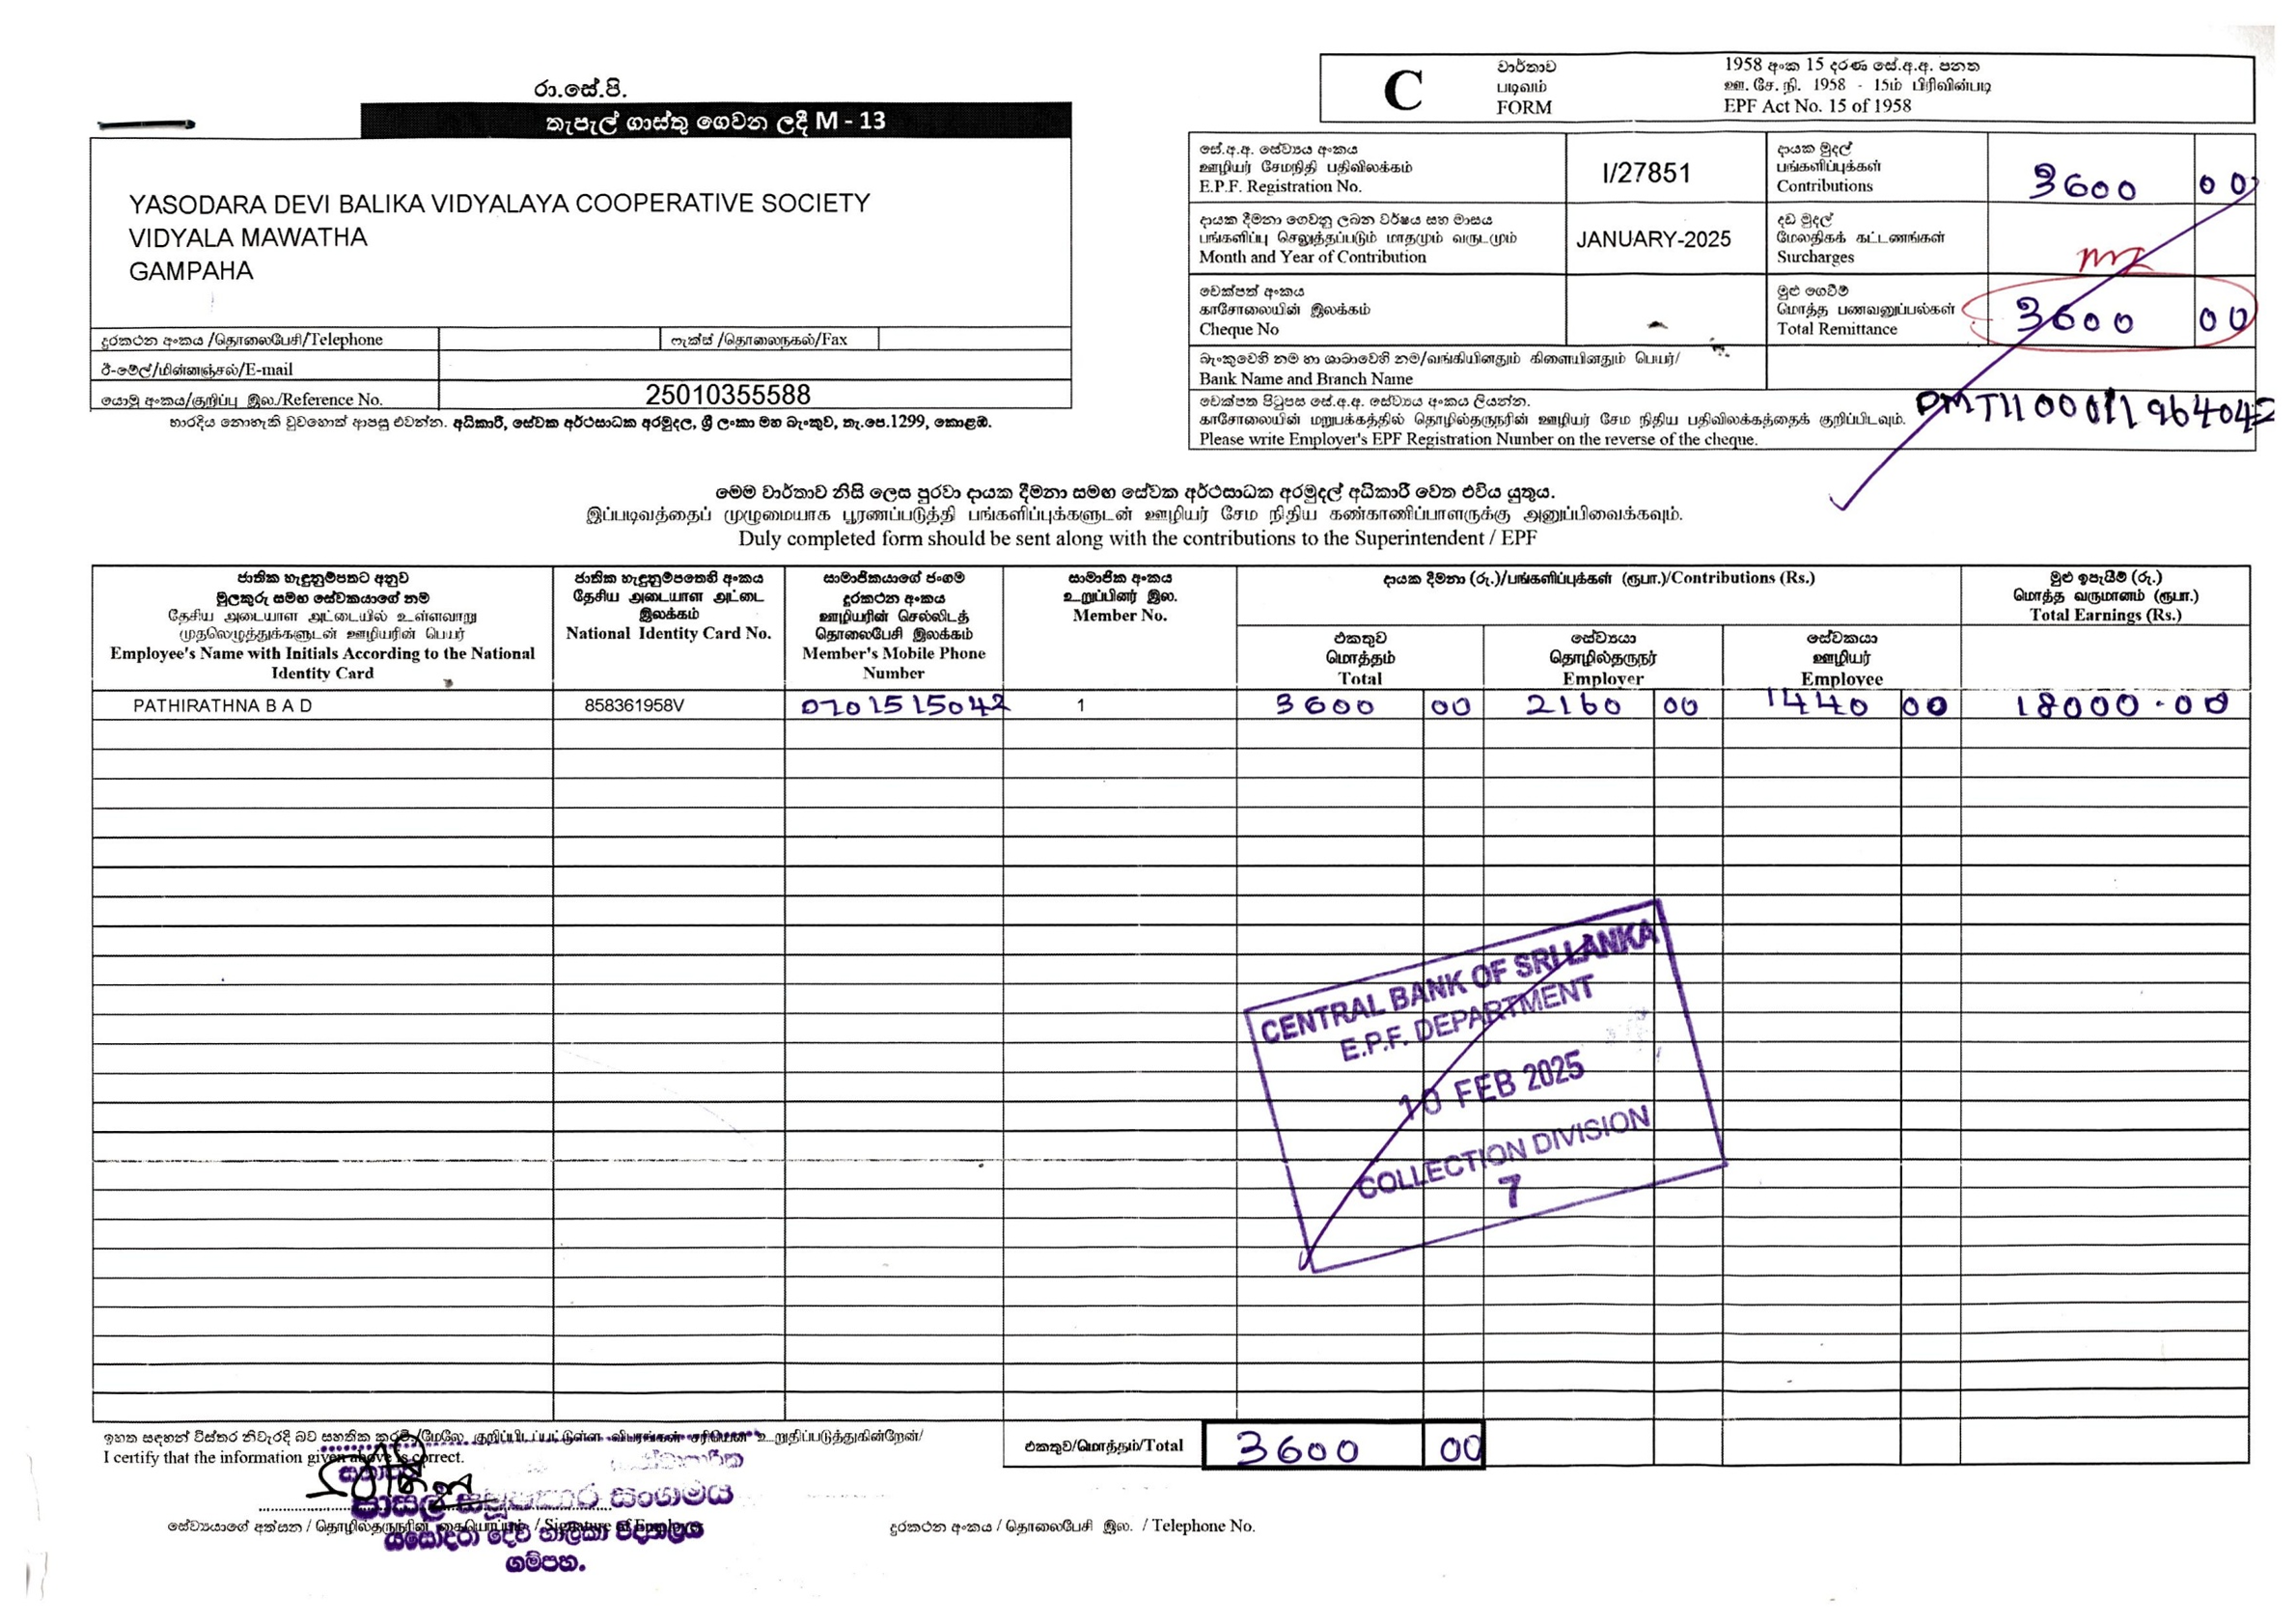 රා.සේ.පි.
තැපැල් ගාස්තු ගෙවන ලදී M - 13
YASODARA DEVI BALIKA VIDYALAYA COOPERATIVE SOCIETY
VIDYALA MAWATHA
GAMPAHA
දුරකථන අංකය /தொலைபேசி/Telephone
ෆැක්ස් /தொலைநகல்/Fax
ඊ-මේල්/மின்னஞ்சல்/E-mail
යොමු අංකය/குறிப்பு இல./Reference No. 25010355588
භාරදිය නොහැකි වුවහොත් ආපසු එවන්න. අධිකාරී, සේවක අර්ථසාධක අරමුදල, ශ්‍රී ලංකා මහ බැංකුව, තැ.පෙ.1299, කොළඹ.
C
වාර්තාව
படிவம்
FORM
1958 අංක 15 දරණ සේ.අ.අ. පනත
ஊ. சே. நி. 1958 - 15ம் பிரிவின்படி
EPF Act No. 15 of 1958
සේ.අ.අ. සේව්‍යය අංකය
ஊழியர் சேமநிதி பதிவிலக்கம்
E.P.F. Registration No.
I/27851
දායක මුදල්
பங்களிப்புக்கள்
Contributions
3600 00
දායක දීමනා ගෙවනු ලබන වර්ෂය සහ මාසය
பங்களிப்பு செலுத்தப்படும் மாதமும் வருடமும்
Month and Year of Contribution
JANUARY-2025
දඩ මුදල්
மேலதிகக் கட்டணங்கள்
Surcharges
චෙක්පත් අංකය
காசோலையின் இலக்கம்
Cheque No
මුළු ගෙවීම්
மொத்த பணவனுப்பல்கள்
Total Remittance
3600 00
බැංකුවෙහි නම හා ශාඛාවෙහි නම/வங்கியினதும் கிளையினதும் பெயர்/
Bank Name and Branch Name
චෙක්පත පිටුපස සේ.අ.අ. සේව්‍යය අංකය ලියන්න.
காசோலையின் மறுபக்கத்தில் தொழில்தருநரின் ஊழியர் சேம நிதிய பதிவிலக்கத்தைக் குறிப்பிடவும்.
Please write Employer's EPF Registration Number on the reverse of the cheque.
මෙම වාර්තාව නිසි ලෙස පුරවා දායක දීමනා සමඟ සේවක අර්ථසාධක අරමුදල් අධිකාරී වෙත එවිය යුතුය.
இப்படிவத்தைப் முழுமையாக பூரணப்படுத்தி பங்களிப்புக்களுடன் ஊழியர் சேம நிதிய கண்காணிப்பாளருக்கு அனுப்பிவைக்கவும்.
Duly completed form should be sent along with the contributions to the Superintendent / EPF
ජාතික හැඳුනුම්පතට අනුව
මුලකුරු සමඟ සේවකයාගේ නම
தேசிய அடையாள அட்டையில் உள்ளவாறு
முதலெழுத்துக்களுடன் ஊழியரின் பெயர்
Employee's Name with Initials According to the National
Identity Card
ජාතික හැඳුනුම්පතෙහි අංකය
தேசிய அடையாள அட்டை
இலக்கம்
National Identity Card No.
සාමාජිකයාගේ ජංගම
දුරකථන අංකය
ஊழியரின் செல்லிடத்
தொலைபேசி இலக்கம்
Member's Mobile Phone
Number
සාමාජික අංකය
உறுப்பினர் இல.
Member No.
දායක දීමනා (රු.)/பங்களிப்புக்கள் (ரூபா.)/Contributions (Rs.)
එකතුව
மொத்தம்
Total
සේව්‍යයා
தொழில்தருநர்
Employer
සේවකයා
ஊழியர்
Employee
මුළු ඉපැයීම් (රු.)
மொத்த வருமானம் (ரூபா.)
Total Earnings (Rs.)
PATHIRATHNA B A D 858361958V 0701515042 1 3600 00 2160 00 1440 00 18000.00
CENTRAL BANK OF SRI LANKA
E.P.F. DEPARTMENT
10 FEB 2025
COLLECTION DIVISION
7
ඉහත සඳහන් විස්තර නිවැරදි බව සහතික කරමි/மேலே குறிப்பிடப்பட்டுள்ள விபரங்கள் சரியென உறுதிப்படுத்துகின்றேன்/
I certify that the information given above is correct.
එකතුව/மொத்தம்/Total 3600 00
පාසල් සමූපකාර සංගමය
සේව්‍යයාගේ අත්සන / தொழில்தருநரின் கையொப்பம் / Signature of Employer
යසෝදරා දේවි බාලිකා විද්‍යාලය
ගම්පහ.
දුරකථන අංකය / தொலைபேசி இல. / Telephone No.